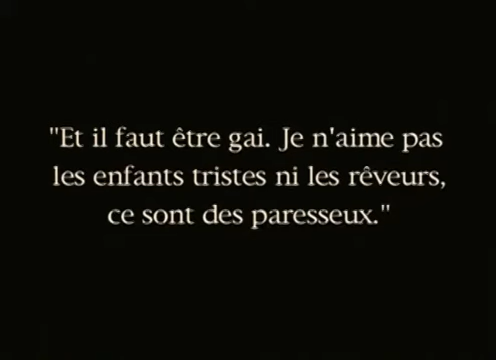 "Et il faut être gai. Je n'aime pas
les enfants tristes ni les rêveurs,
ce sont des paresseux."